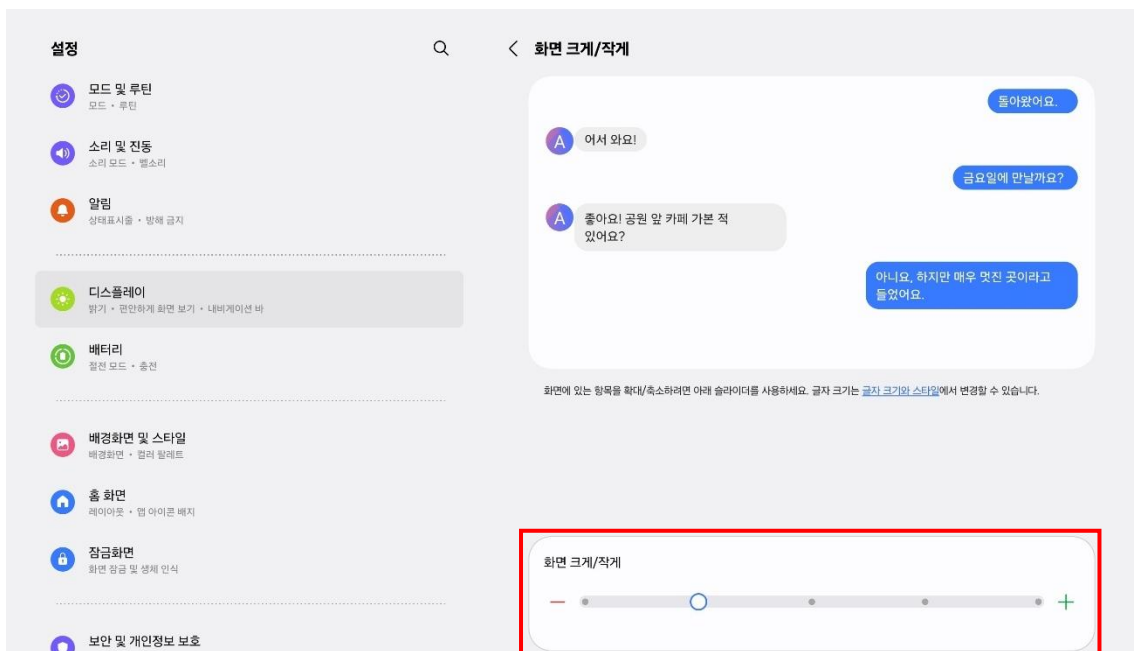 설정
모드 및 루틴
모드 • 루틴
소리 및 진동
소리 모드 • 벨소리
알림
상태표시줄 • 방해 금지
디스플레이
밝기 • 편안하게 화면 보기 • 내비게이션 바
배터리
절전 모드 • 충전
배경화면 및 스타일
배경화면 • 컬러 팔레트
홈 화면
레이아웃 • 앱 아이콘 배지
잠금화면
화면 잠금 및 생체 인식
보안 및 개인정보 보호
화면 크게/작게
돌아왔어요.
A
어서 와요!
금요일에 만날까요?
A
좋아요! 공원 앞 카페 가본 적
있어요?
아니요, 하지만 매우 멋진 곳이라고
들었어요.
화면에 있는 항목을 확대/축소하려면 아래 슬라이더를 사용하세요. 글자 크기는 글자 크기와 스타일에서 변경할 수 있습니다.
화면 크게/작게